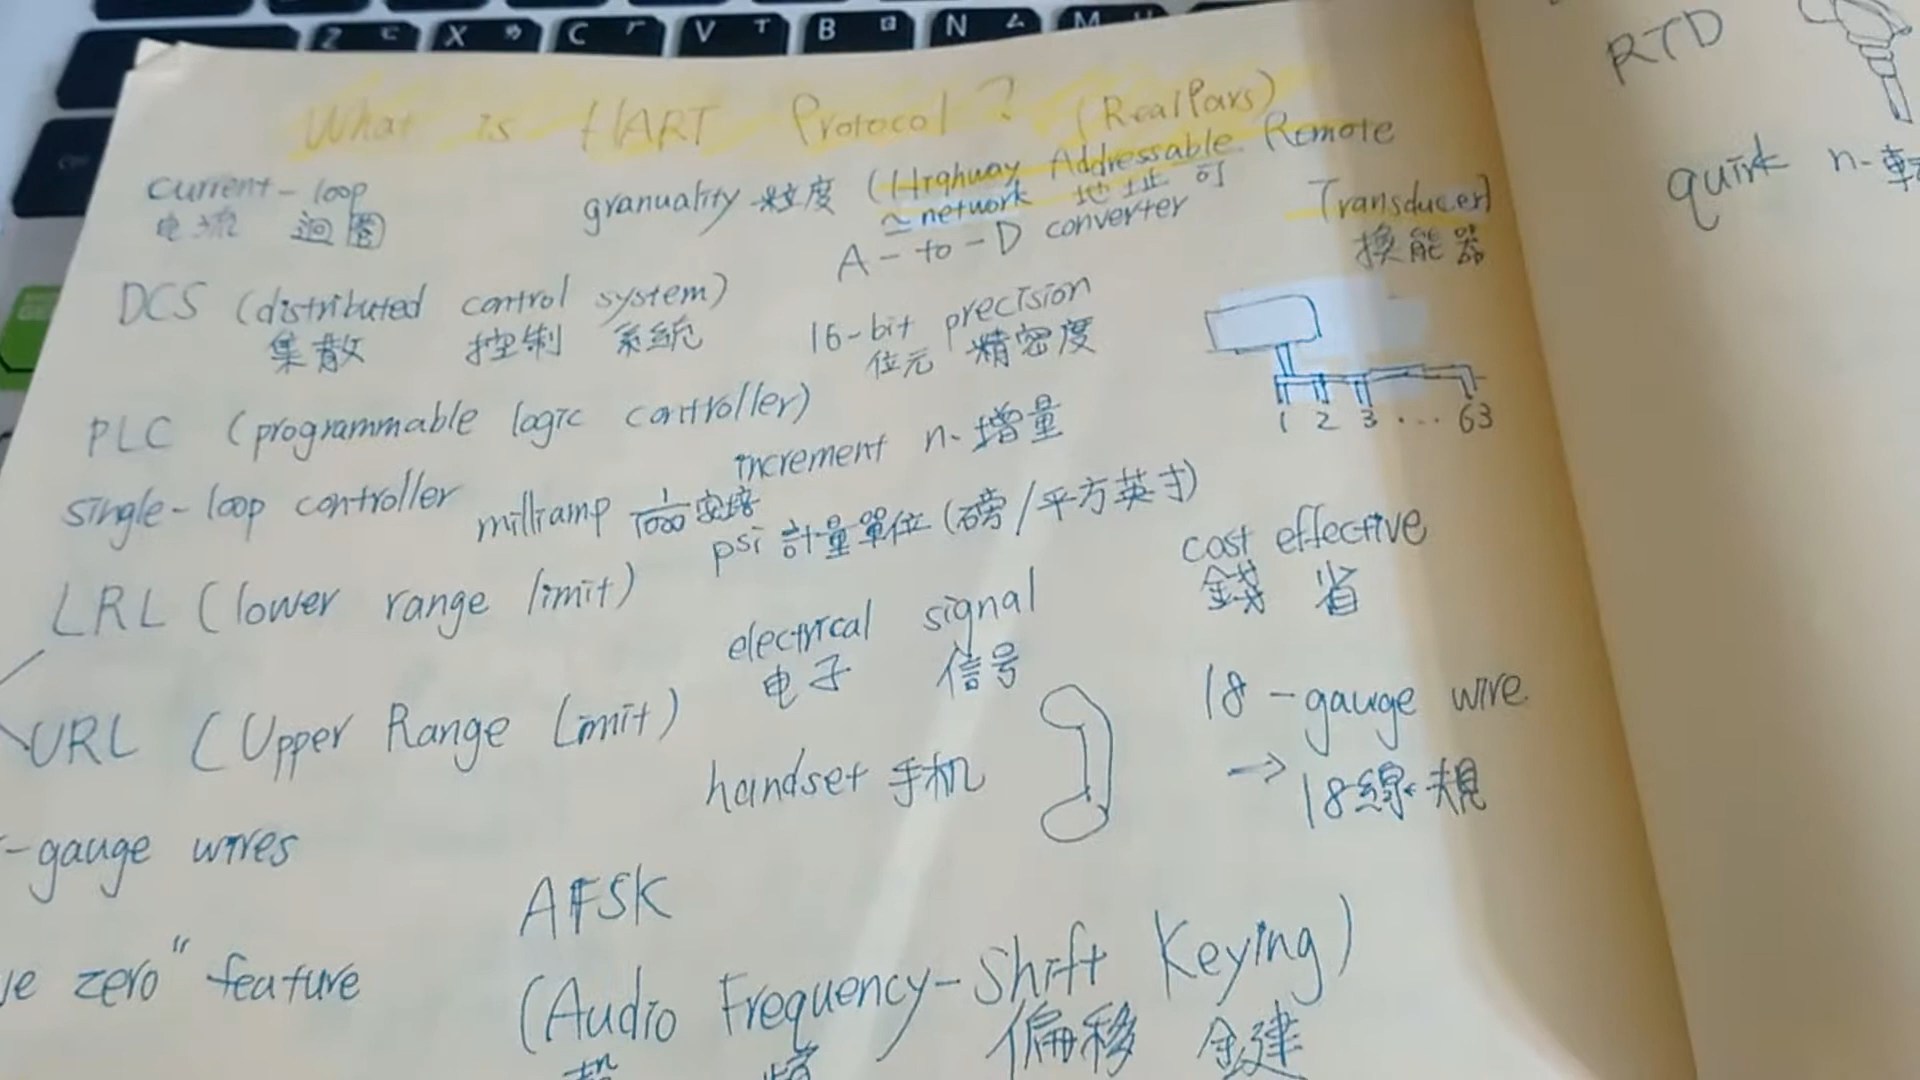 Z X C V T B N M
What is HART Protocol? (RealPars)
current-loop
电流 迴圈
granuality 粒度
(Highway Addressable Remote Transducer)
~network 地址 可
換能器
A-to-D converter
DCS (distributed control system)
集散 控制 系統
16-bit precision
位元 精密度
1 2 3 ... 63
PLC (programmable logic controller)
increment n. 增量
single-loop controller
milliamp 1/1000 安培
psi 計量單位 (磅/平方英寸)
LRL (lower range limit)
electrical signal
电子 信号
cost effective
錢 省
URL (Upper Range Limit)
handset 手机
18-gauge wire
→ 18線規
-gauge wires
ve zero" feature
AFSK
(Audio Frequency-Shift Keying)
偏移 鍵
RTD
quirk n.